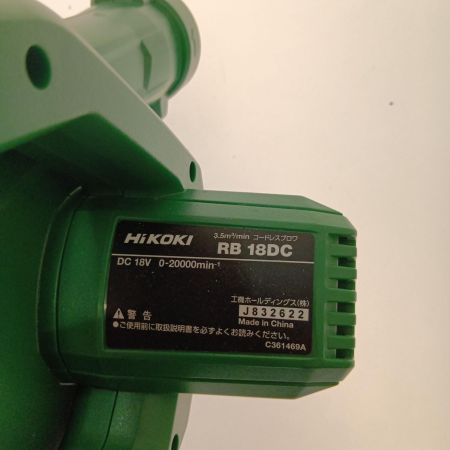 3.5m³/min コードレスブロワ
HiKOKI RB 18DC
DC 18V 0-20000min⁻¹
工機ホールディングス(株)
J832622
Made in China
⚠ 警告
●ご使用前に取扱説明書を必ずよくお読みください。
C361469A